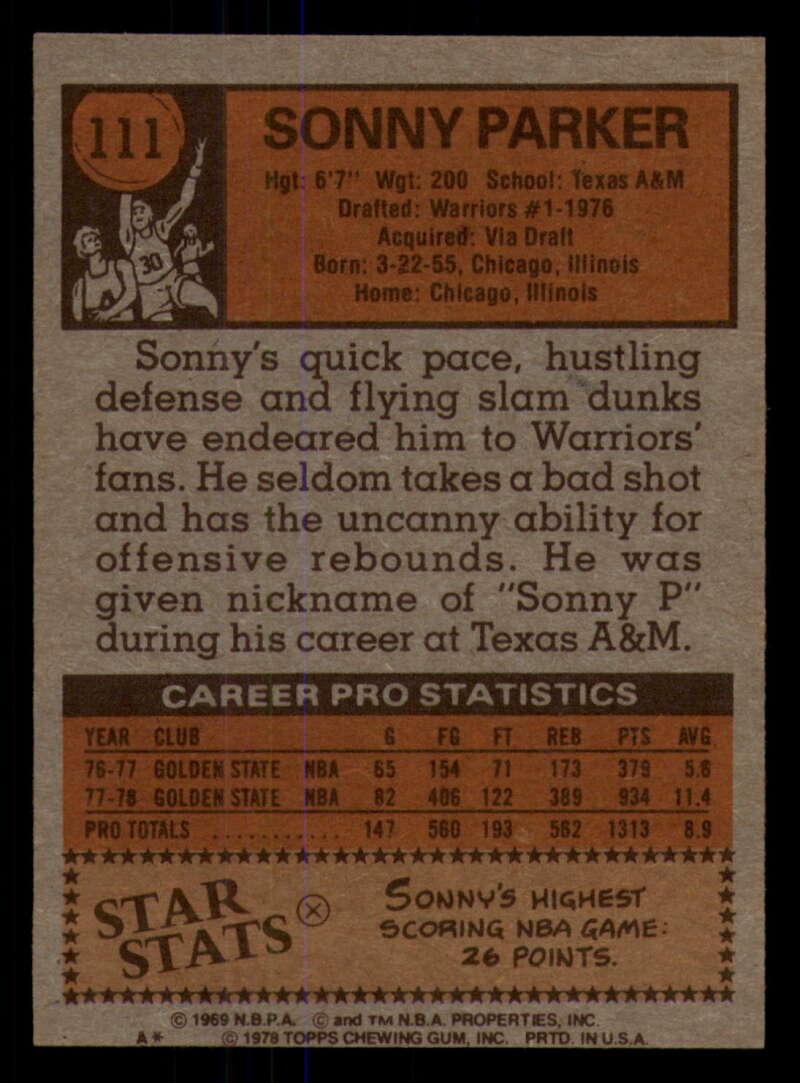 111
SONNY PARKER
Hgt: 6'7" Wgt: 200 School: Texas A&M
Drafted: Warriors #1-1976
Acquired: Via Draft
Born: 3-22-55, Chicago, Illinois
Home: Chicago, Illinois
30
Sonny's quick pace, hustling
defense and flying slam dunks
have endeared him to Warriors'
fans. He seldom takes a bad shot
and has the uncanny ability for
offensive rebounds. He was
given nickname of "Sonny P"
during his career at Texas A&M.
CAREER PRO STATISTICS
YEAR CLUB G FG FT REB PTS AVG
76-77 GOLDEN STATE NBA 65 154 71 173 379 5.8
77-78 GOLDEN STATE NBA 82 406 122 389 934 11.4
PRO TOTALS ........... 147 560 193 562 1313 8.9
STAR
STATS
SONNY'S HIGHEST
SCORING NBA GAME:
26 POINTS.
© 1969 N.B.P.A. © and TM N.B.A. PROPERTIES, INC.
A* © 1978 TOPPS CHEWING GUM, INC. PRTD. IN U.S.A.